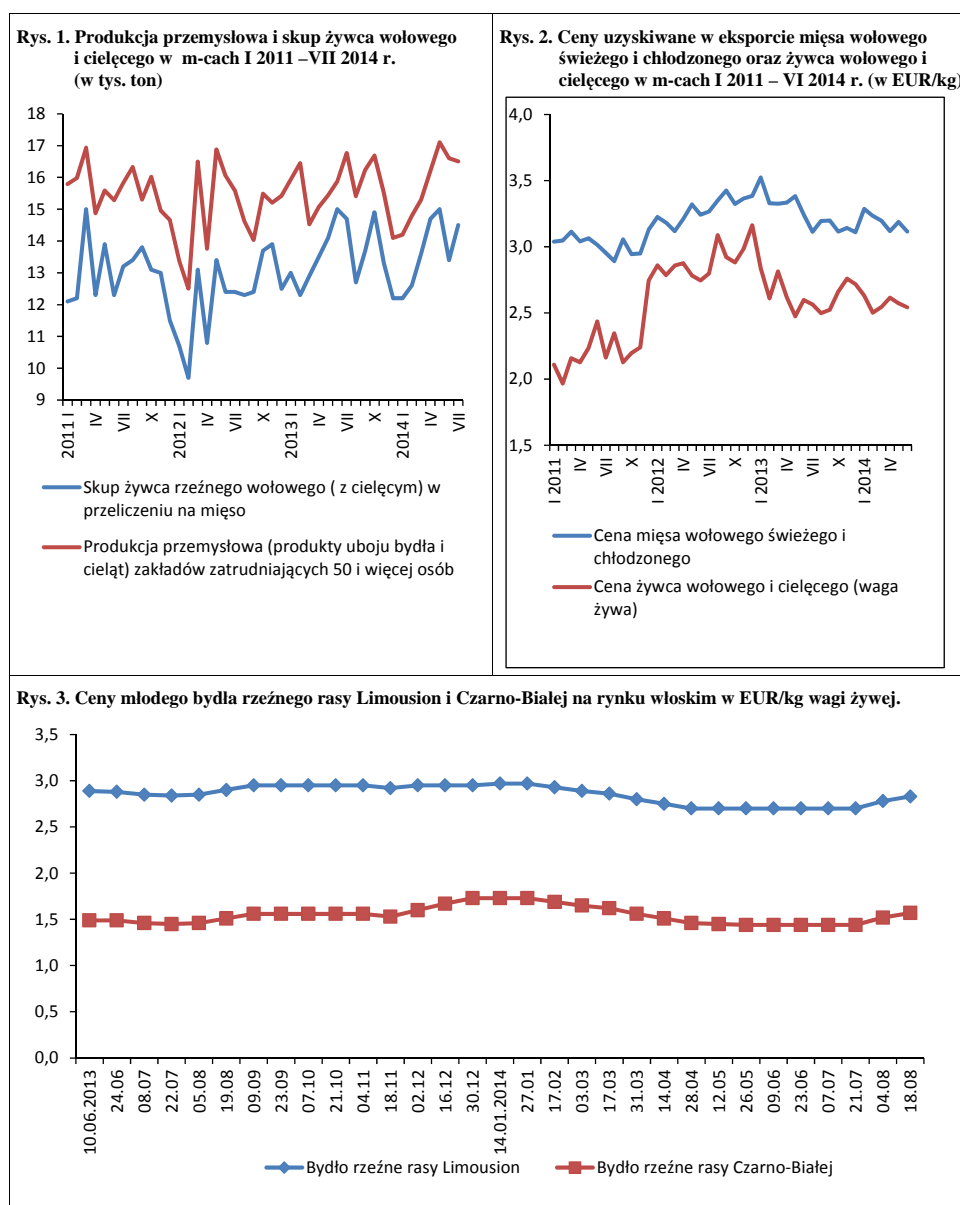 Rys. 1. Produkcja przemysłowa i skup żywca wołowego
i cielęcego w m-cach I 2011 –VII 2014 r.
(w tys. ton)
18
17
16
15
14
13
12
11
10
9
2011 I
IV
VII
X
2012 I
IV
VII
X
2013 I
IV
VII
X
2014 I
IV
VII
Skup żywca rzeźnego wołowego ( z cielęcym) w
przeliczeniu na mięso
Produkcja przemysłowa (produkty uboju bydła i
cieląt) zakładów zatrudniających 50 i więcej osób
Rys. 2. Ceny uzyskiwane w eksporcie mięsa wołowego
świeżego i chłodzonego oraz żywca wołowego i
cielęcego w m-cach I 2011 – VI 2014 r. (w EUR/kg)
4,0
3,5
3,0
2,5
2,0
1,5
I 2011
IV
VII
X
I 2012
IV
VII
X
I 2013
IV
VII
X
I 2014
IV
Cena mięsa wołowego świeżego i
chłodzonego
Cena żywca wołowego i cielęcego (waga
żywa)
Rys. 3. Ceny młodego bydła rzeźnego rasy Limousion i Czarno-Białej na rynku włoskim w EUR/kg wagi żywej.
3,5
3,0
2,5
2,0
1,5
1,0
0,5
0,0
10.06.2013
24.06
08.07
22.07
05.08
19.08
09.09
23.09
07.10
21.10
04.11
18.11
02.12
16.12
30.12
14.01.2014
27.01
17.02
03.03
17.03
31.03
14.04
28.04
12.05
26.05
09.06
23.06
07.07
21.07
04.08
18.08
Bydło rzeźne rasy Limousion
Bydło rzeźne rasy Czarno-Białej